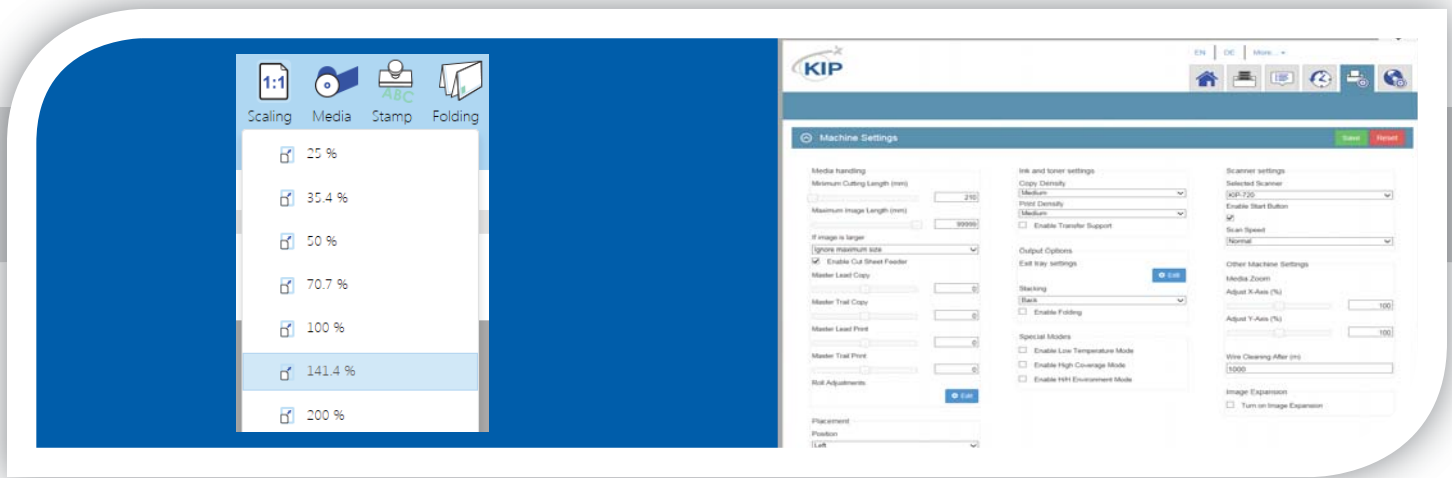 1:1
ABC
Scaling Media Stamp Folding
25 %
35.4 %
50 %
70.7 %
100 %
141.4 %
200 %
KIP
EN DE More...
Machine Settings
Save Reset
Media handling
Minimum Cutting Length (mm)
210
Maximum Image Length (mm)
99999
If image is larger
Ignore maximum size
Enable Cut Sheet Feeder
Master Lead Copy
0
Master Trail Copy
0
Master Lead Print
0
Master Trail Print
0
Roll Adjustments
Edit
Placement
Position
Left
Ink and toner settings
Copy Density
Medium
Print Density
Medium
Enable Transfer Support
Output Options
Exit tray settings
Edit
Stacking
Back
Enable Folding
Special Modes
Enable Low Temperature Mode
Enable High Coverage Mode
Enable H/H Environment Mode
Scanner settings
Selected Scanner
KIP-720
Enable Start Button
Scan Speed
Normal
Other Machine Settings
Media Zoom
Adjust X-Axis (%)
100
Adjust Y-Axis (%)
100
Wire Cleaning After (m)
1000
Image Expansion
Turn on Image Expansion